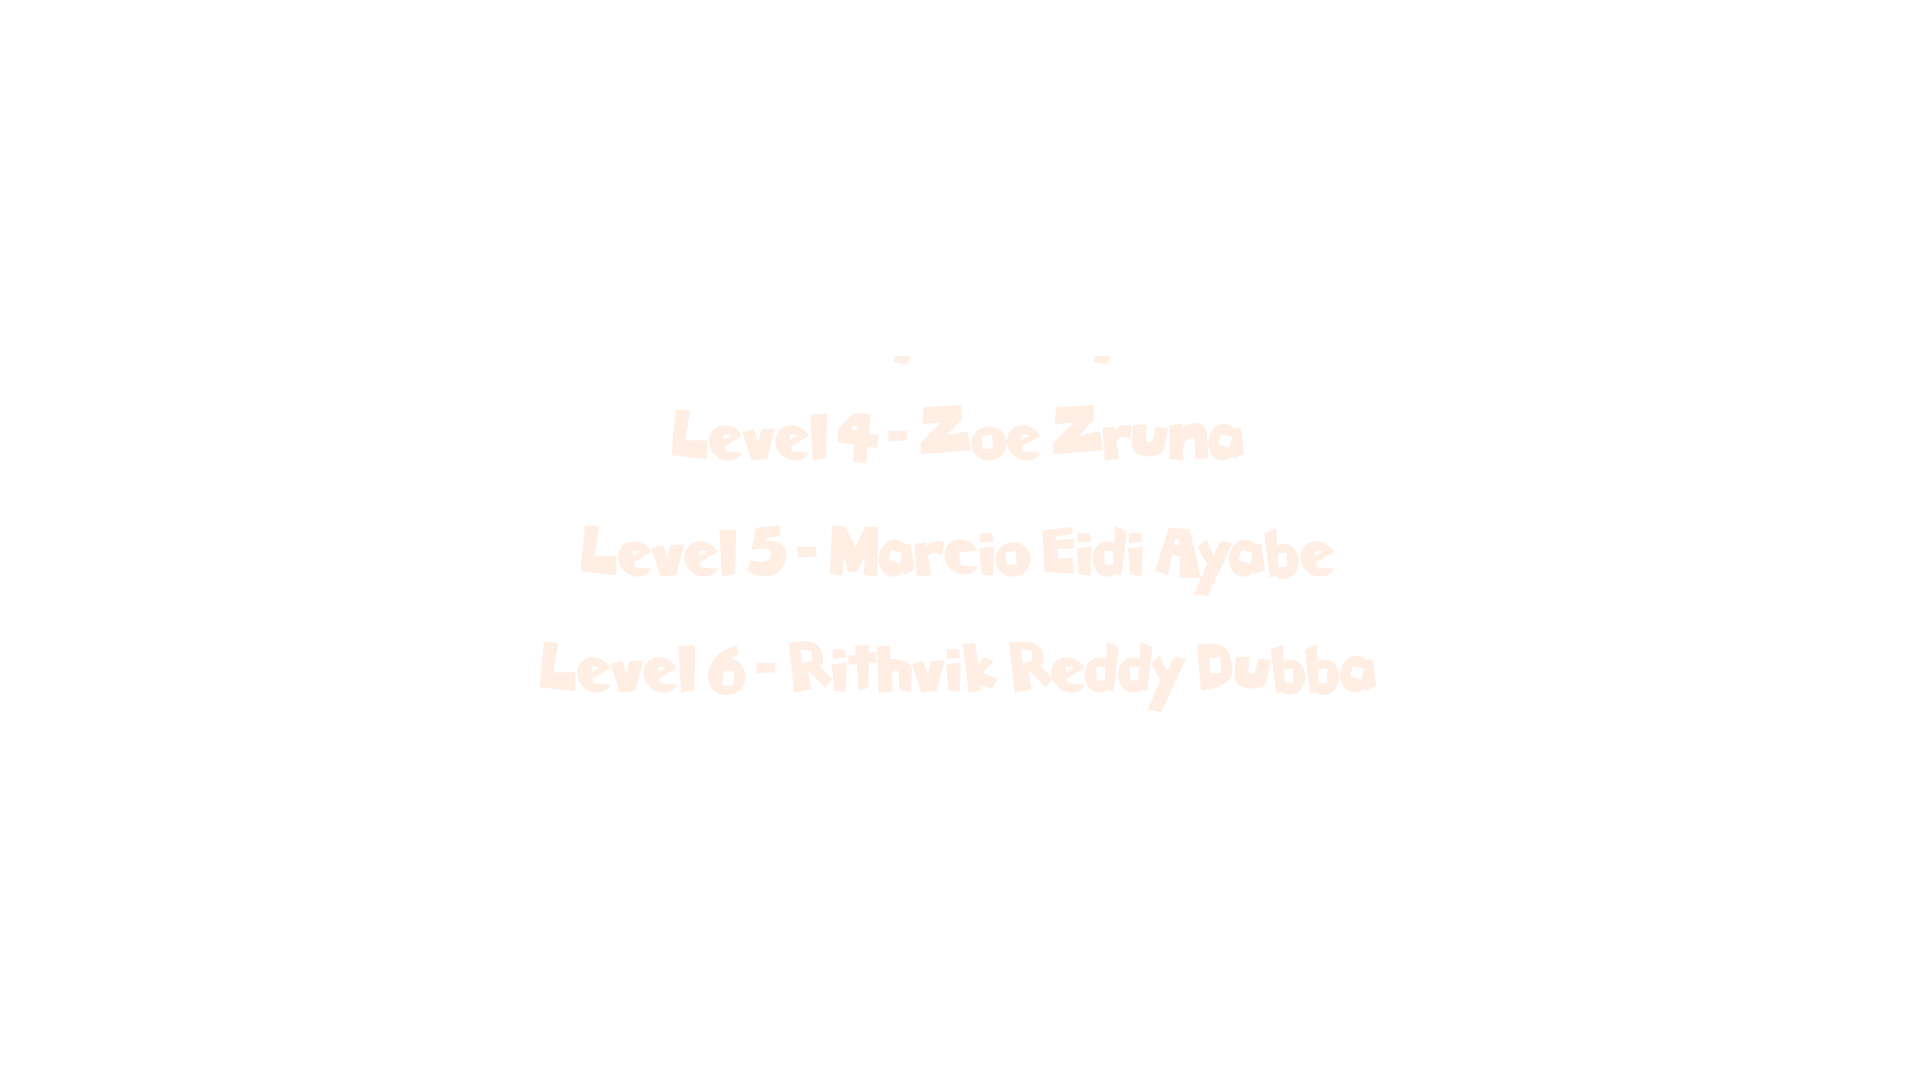 Level 4 - Zoe Zruna
Level 5 - Marcio Eidi Ayabe
Level 6 - Rithvik Reddy Dubba